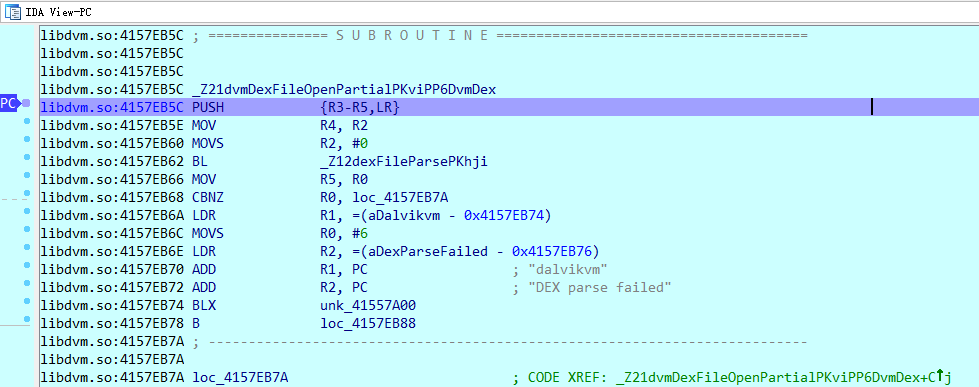 IDA View-PC
libdvm.so:4157EB5C ; =============== S U B R O U T I N E =======================================
libdvm.so:4157EB5C
libdvm.so:4157EB5C
libdvm.so:4157EB5C _Z21dvmDexFileOpenPartialPKviPP6DvmDex
PC libdvm.so:4157EB5C PUSH {R3-R5,LR}
libdvm.so:4157EB5E MOV R4, R2
libdvm.so:4157EB60 MOVS R2, #0
libdvm.so:4157EB62 BL _Z12dexFileParsePKhji
libdvm.so:4157EB66 MOV R5, R0
libdvm.so:4157EB68 CBNZ R0, loc_4157EB7A
libdvm.so:4157EB6A LDR R1, =(aDalvikvm - 0x4157EB74)
libdvm.so:4157EB6C MOVS R0, #6
libdvm.so:4157EB6E LDR R2, =(aDexParseFailed - 0x4157EB76)
libdvm.so:4157EB70 ADD R1, PC ; "dalvikvm"
libdvm.so:4157EB72 ADD R2, PC ; "DEX parse failed"
libdvm.so:4157EB74 BLX unk_41557A00
libdvm.so:4157EB78 B loc_4157EB88
libdvm.so:4157EB7A ; ---------------------------------------------------------------------------
libdvm.so:4157EB7A
libdvm.so:4157EB7A loc_4157EB7A ; CODE XREF: _Z21dvmDexFileOpenPartialPKviPP6DvmDex+C↑j